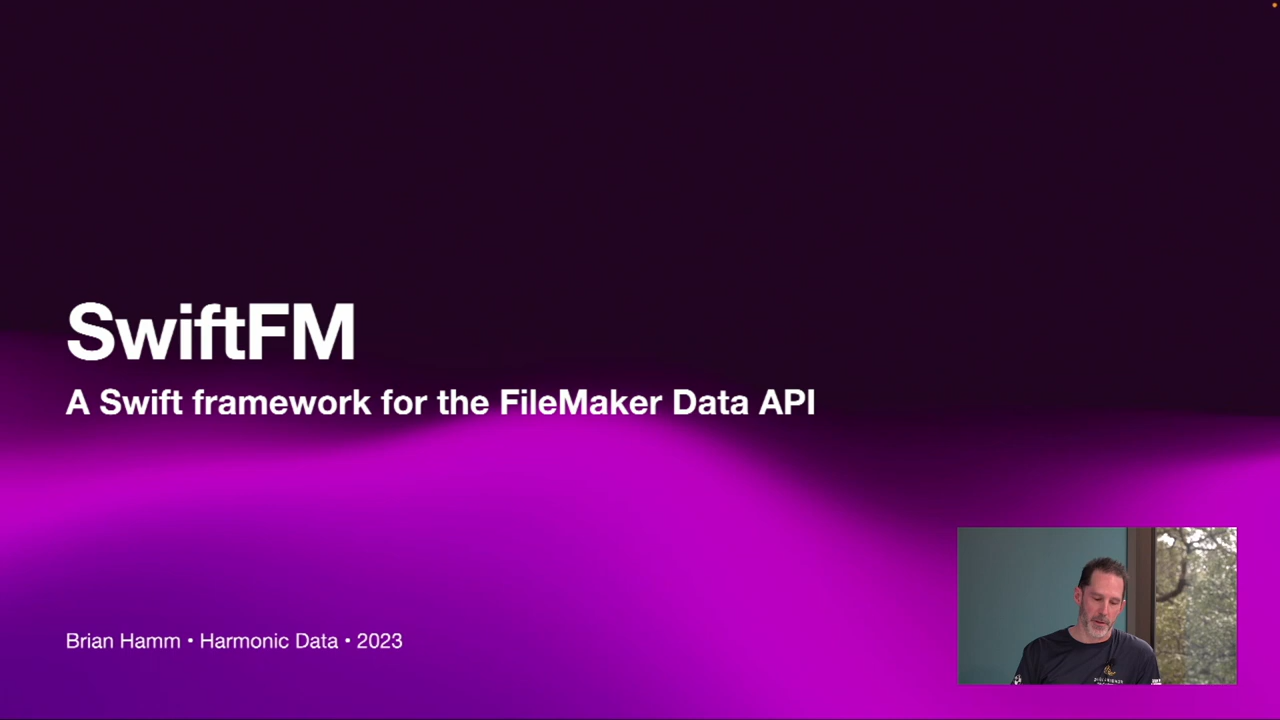 SwiftFM
A Swift framework for the FileMaker Data API
Brian Hamm • Harmonic Data • 2023